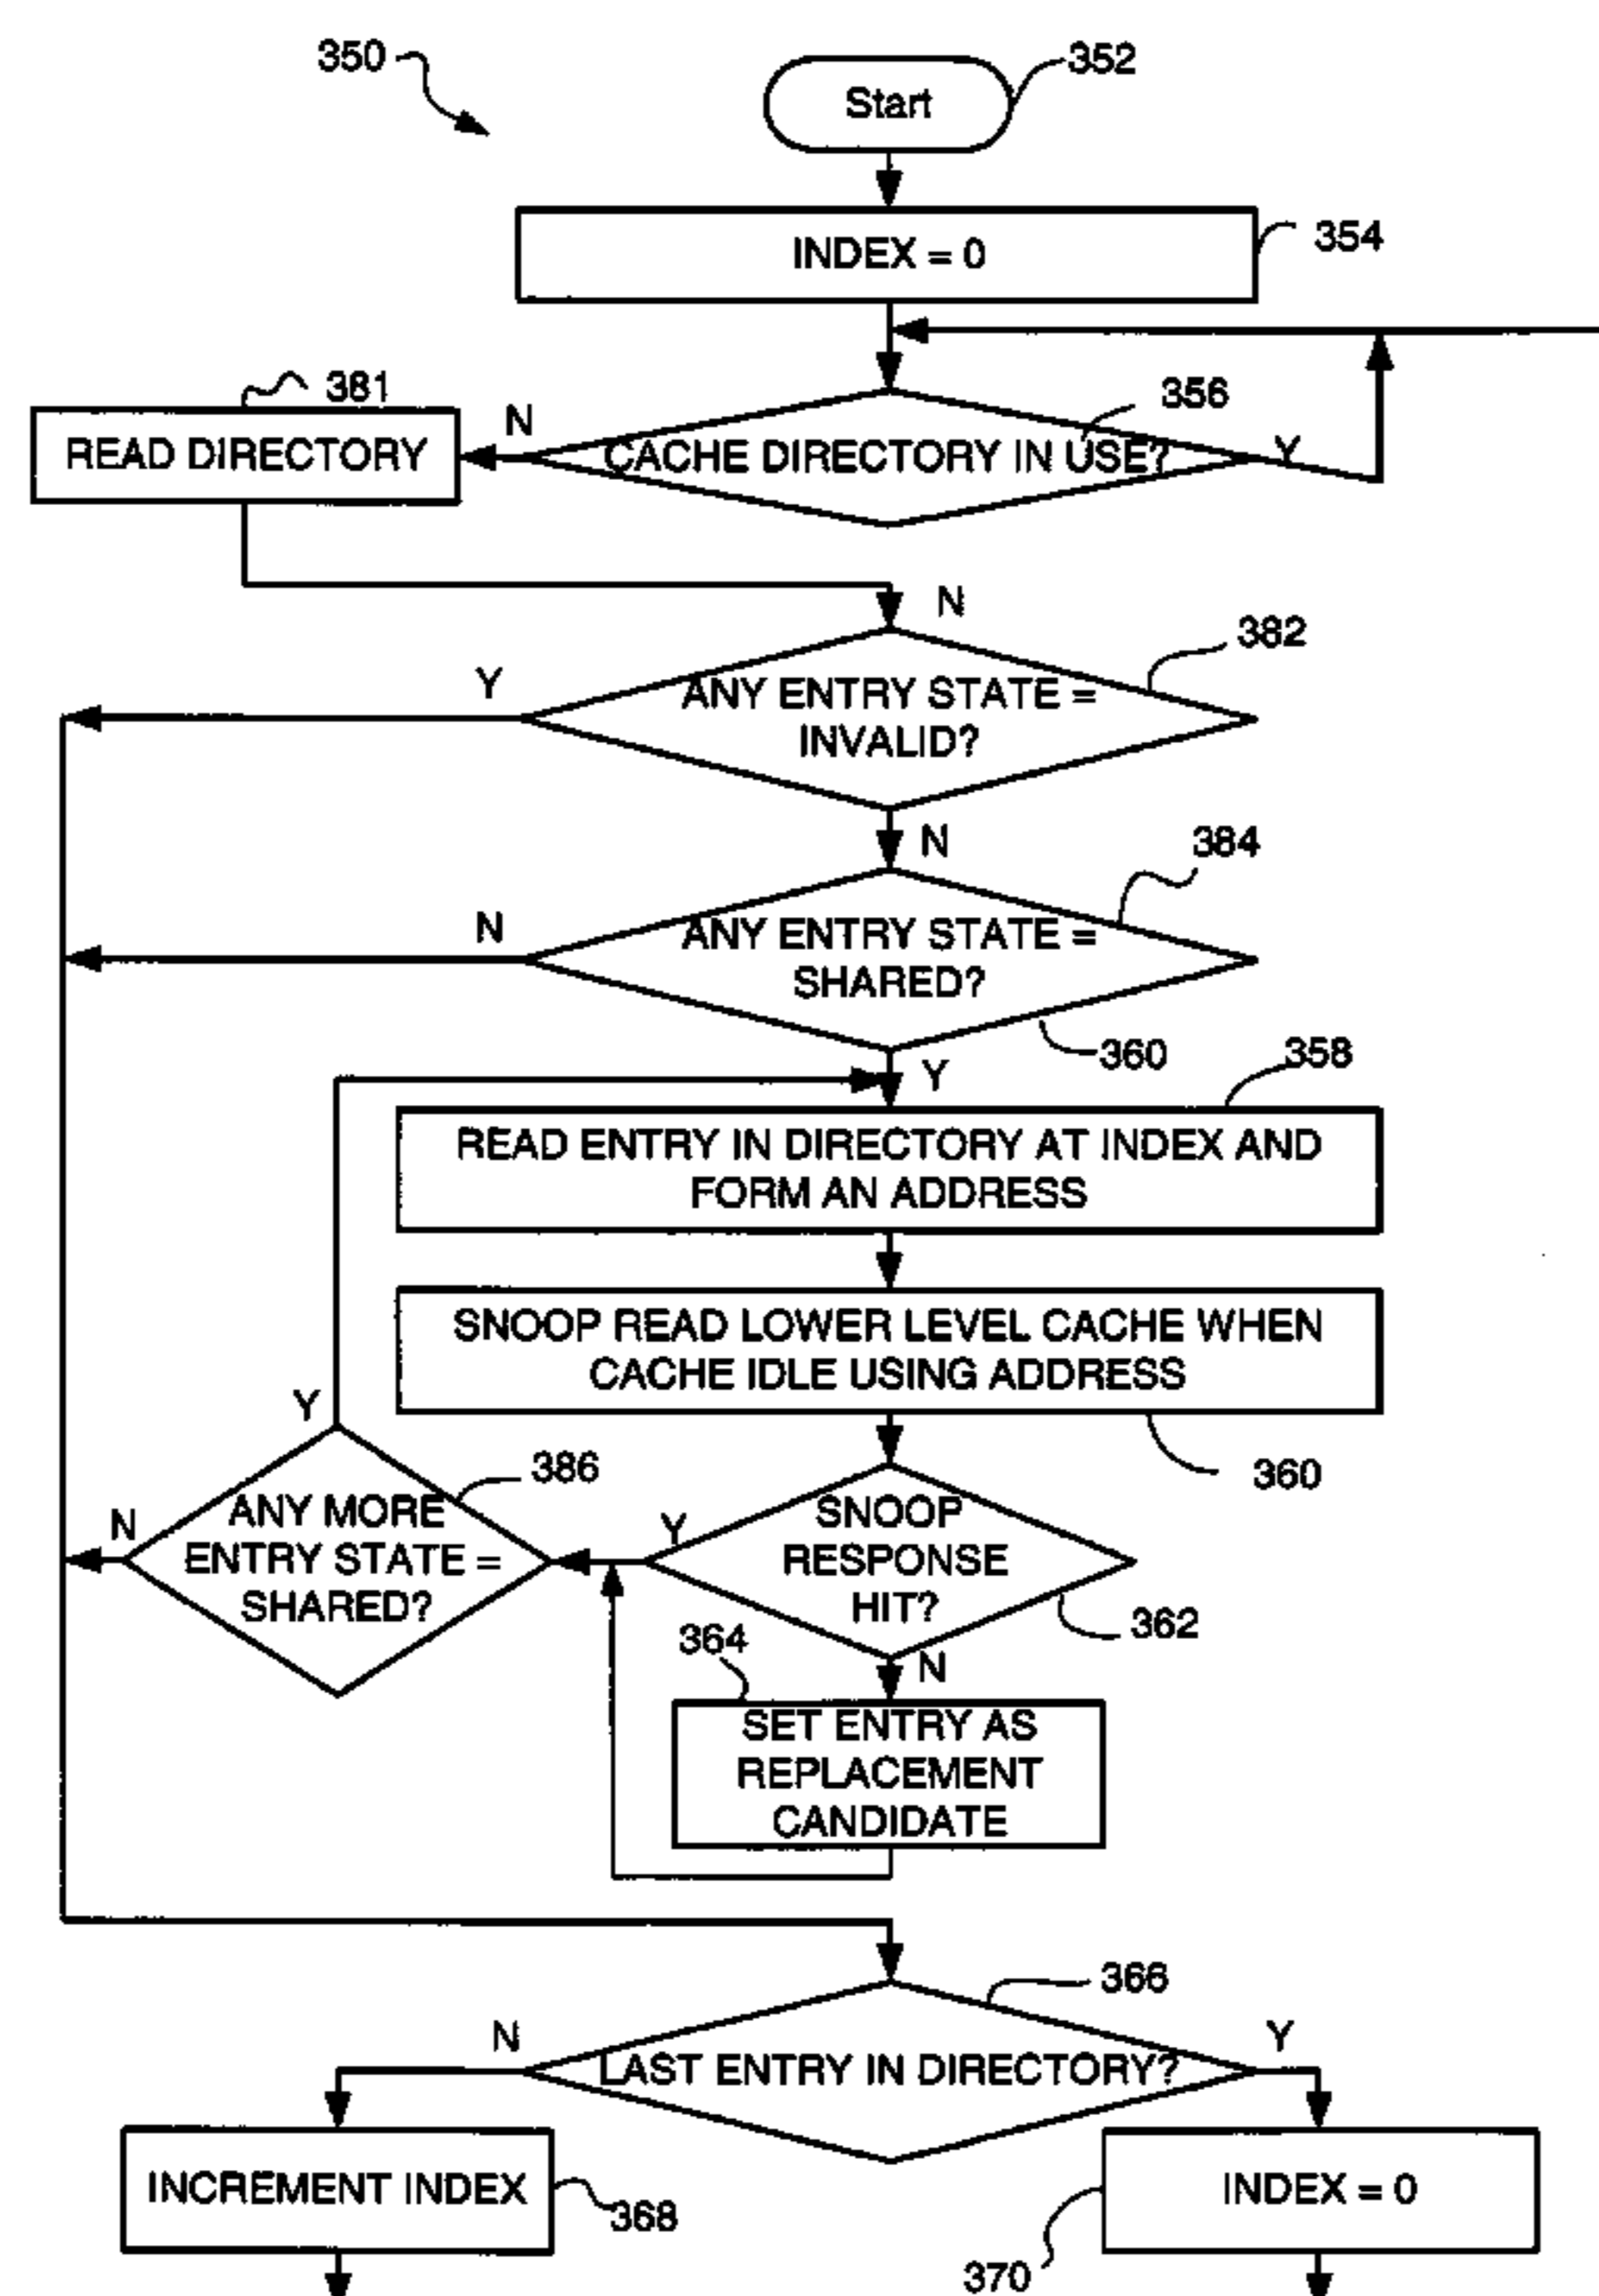 350
Start
352
INDEX = 0
354
381
READ DIRECTORY
N
CACHE DIRECTORY IN USE?
356
Y
N
382
Y
ANY ENTRY STATE =
INVALID?
N
384
N
ANY ENTRY STATE =
SHARED?
360
Y
358
READ ENTRY IN DIRECTORY AT INDEX AND
FORM AN ADDRESS
SNOOP READ LOWER LEVEL CACHE WHEN
CACHE IDLE USING ADDRESS
360
Y
386
N
ANY MORE
ENTRY STATE =
SHARED?
Y
SNOOP
RESPONSE
HIT?
362
364
N
SET ENTRY AS
REPLACEMENT
CANDIDATE
366
N
LAST ENTRY IN DIRECTORY?
Y
INCREMENT INDEX
368
INDEX = 0
370